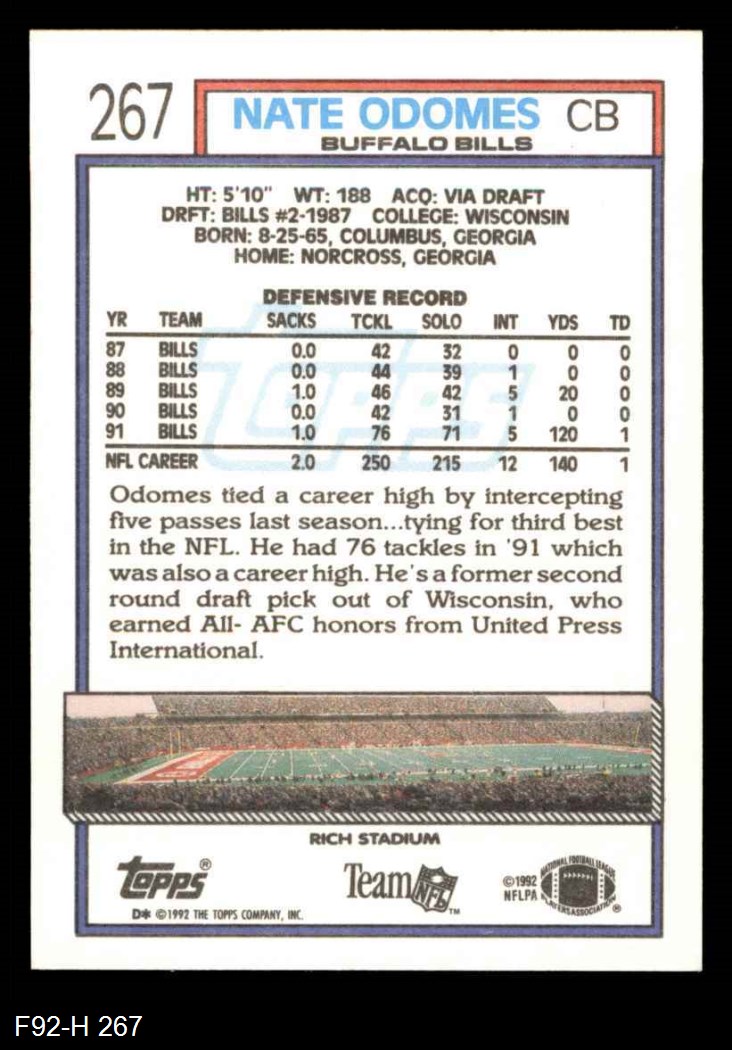 267 NATE ODOMES CB
BUFFALO BILLS
HT: 5'10" WT: 188 ACQ: VIA DRAFT
DRFT: BILLS #2-1987 COLLEGE: WISCONSIN
BORN: 8-25-65, COLUMBUS, GEORGIA
HOME: NORCROSS, GEORGIA
DEFENSIVE RECORD
YR TEAM SACKS TCKL SOLO INT YDS TD
87 BILLS 0.0 42 32 0 0 0
88 BILLS 0.0 44 39 1 0 0
89 BILLS 1.0 46 42 5 20 0
90 BILLS 0.0 42 31 1 0 0
91 BILLS 1.0 76 71 5 120 1
NFL CAREER 2.0 250 215 12 140 1
Topps
Odomes tied a career high by intercepting
five passes last season...tying for third best
in the NFL. He had 76 tackles in '91 which
was also a career high. He's a former second
round draft pick out of Wisconsin, who
earned All- AFC honors from United Press
International.
RICH STADIUM
Topps®
Team NFL™
©1992
NFLPA
NATIONAL FOOTBALL LEAGUE
PLAYERS ASSOCIATION®
D* ©1992 THE TOPPS COMPANY, INC.
F92-H 267